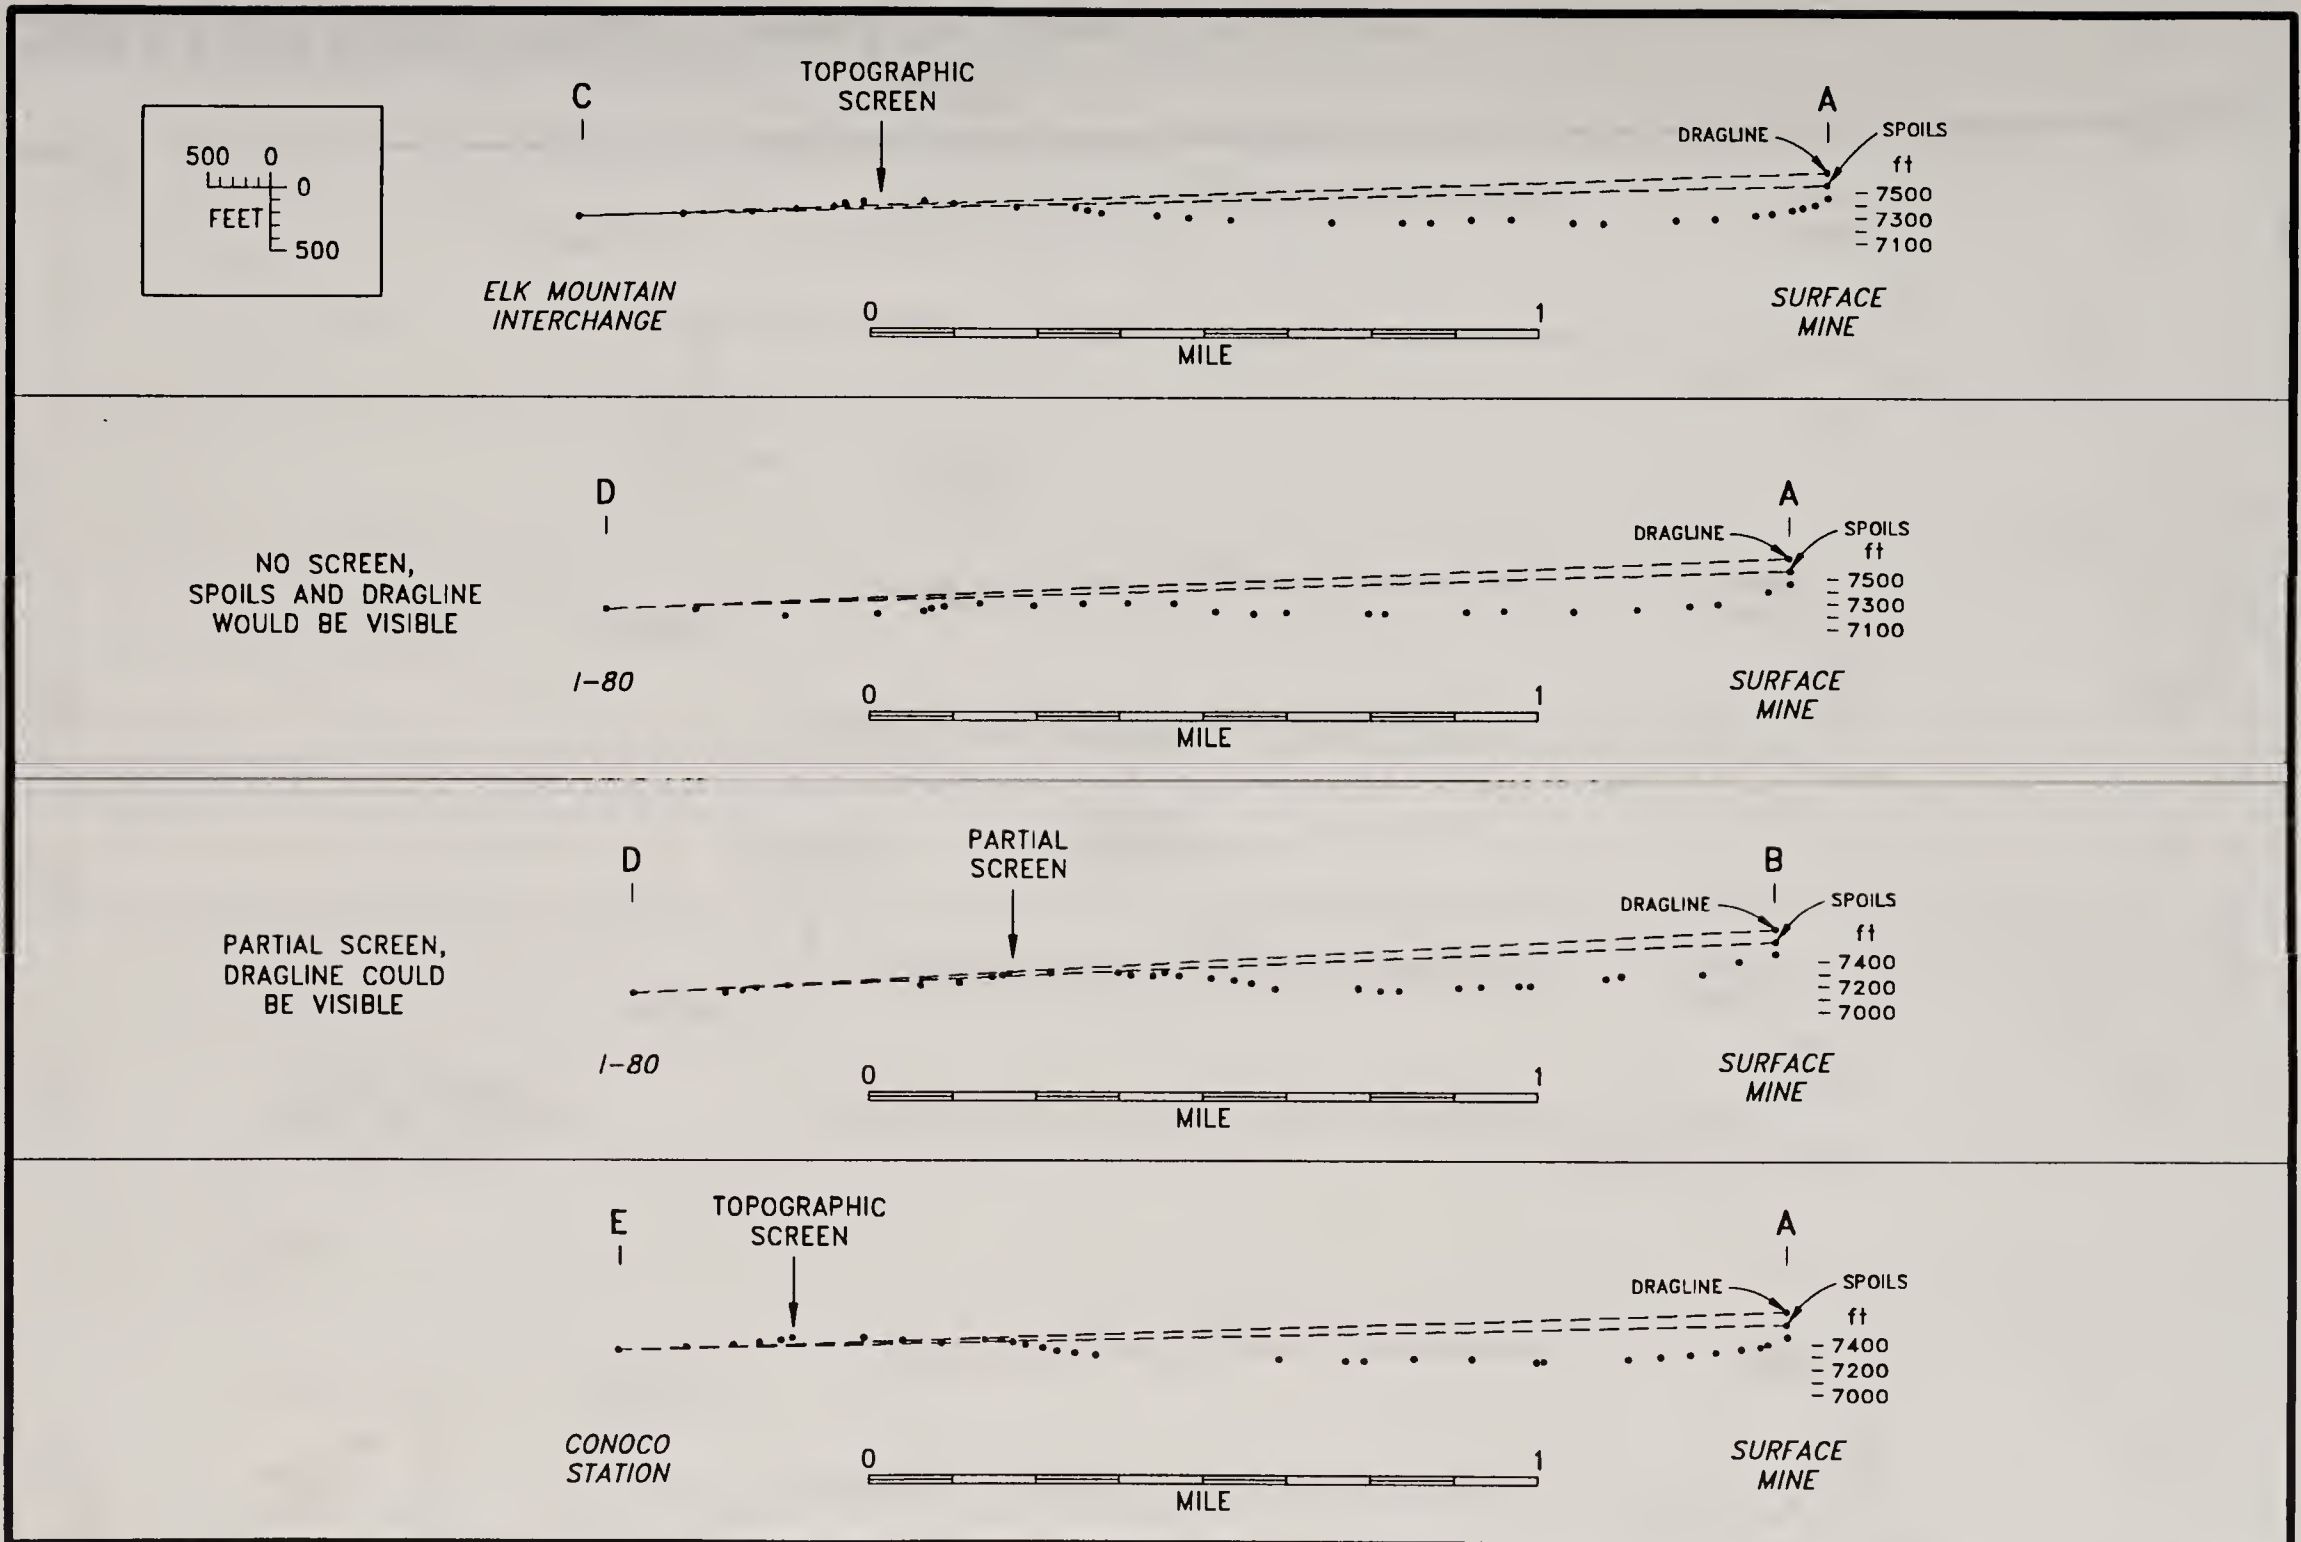 C
TOPOGRAPHIC
SCREEN
A
DRAGLINE
SPOILS
ft
7500
7300
7100
500 0
0
FEET
500
ELK MOUNTAIN
INTERCHANGE
0 1
MILE
SURFACE
MINE
D
A
NO SCREEN,
SPOILS AND DRAGLINE
WOULD BE VISIBLE
DRAGLINE
SPOILS
ft
7500
7300
7100
I-80
0 1
MILE
SURFACE
MINE
D
PARTIAL
SCREEN
B
PARTIAL SCREEN,
DRAGLINE COULD
BE VISIBLE
DRAGLINE
SPOILS
ft
7400
7200
7000
I-80
0 1
MILE
SURFACE
MINE
E
TOPOGRAPHIC
SCREEN
A
DRAGLINE
SPOILS
ft
7400
7200
7000
CONOCO
STATION
0 1
MILE
SURFACE
MINE